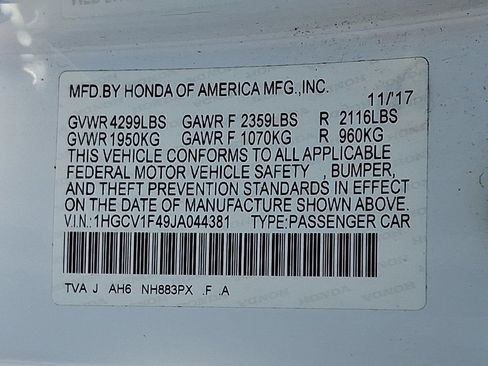 MFD.BY HONDA OF AMERICA MFG.,INC.
11/17
GVWR 4299LBS GAWR F 2359LBS R 2116LBS
GVWR 1950KG GAWR F 1070KG R 960KG
THIS VEHICLE CONFORMS TO ALL APPLICABLE
FEDERAL MOTOR VEHICLE SAFETY , BUMPER,
AND THEFT PREVENTION STANDARDS IN EFFECT
ON THE DATE OF MANUFACTURE SHOWN ABOVE.
V.I.N.:1HGCV1F49JA044381 TYPE:PASSENGER CAR
TVA J AH6 NH883PX .F .A